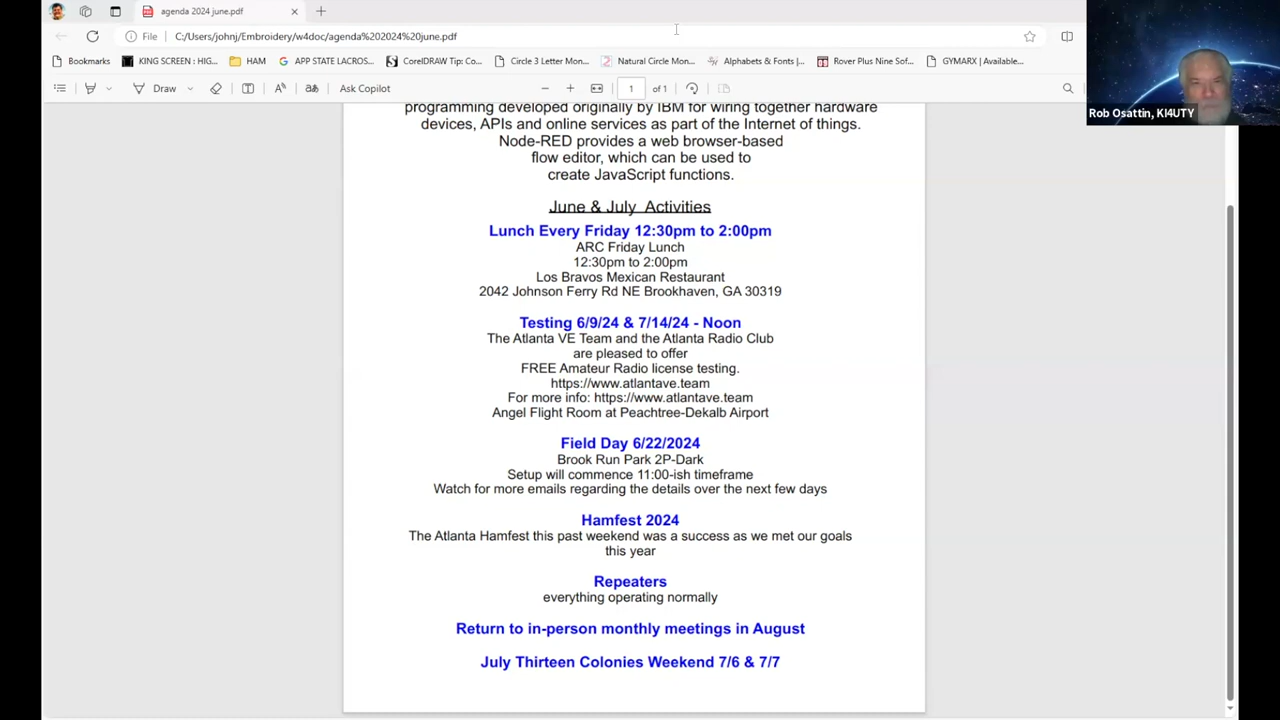 agenda 2024 june.pdf
File C:/Users/johnj/Embroidery/w4doc/agenda%202024%20june.pdf
Bookmarks KING SCREEN : HIG... HAM APP STATE LACROS... CorelDRAW Tip: Co... Circle 3 Letter Mon... Natural Circle Mon... Alphabets & Fonts |... Rover Plus Nine Sof... GYMARX | Available...
Draw Ask Copilot 1 of 1
Rob Osattin, KI4UTY
programming developed originally by IBM for wiring together hardware
devices, APIs and online services as part of the Internet of things.
Node-RED provides a web browser-based
flow editor, which can be used to
create JavaScript functions.
June & July Activities
Lunch Every Friday 12:30pm to 2:00pm
ARC Friday Lunch
12:30pm to 2:00pm
Los Bravos Mexican Restaurant
2042 Johnson Ferry Rd NE Brookhaven, GA 30319
Testing 6/9/24 & 7/14/24 - Noon
The Atlanta VE Team and the Atlanta Radio Club
are pleased to offer
FREE Amateur Radio license testing.
https://www.atlantave.team
For more info: https://www.atlantave.team
Angel Flight Room at Peachtree-Dekalb Airport
Field Day 6/22/2024
Brook Run Park 2P-Dark
Setup will commence 11:00-ish timeframe
Watch for more emails regarding the details over the next few days
Hamfest 2024
The Atlanta Hamfest this past weekend was a success as we met our goals
this year
Repeaters
everything operating normally
Return to in-person monthly meetings in August
July Thirteen Colonies Weekend 7/6 & 7/7